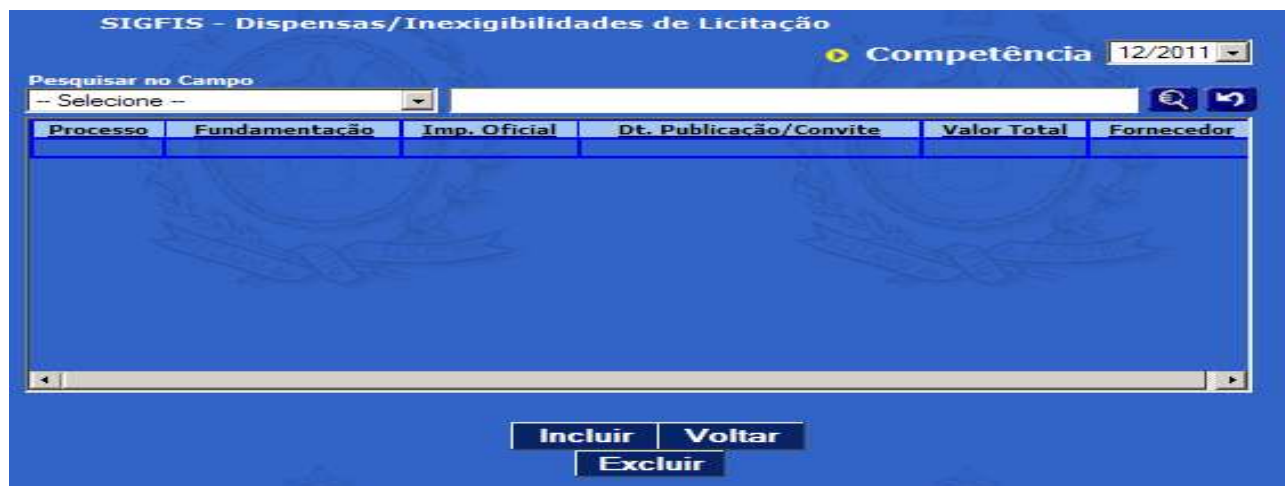 SIGFIS - Dispensas/Inexigibilidades de Licitação
Competência 12/2011
Pesquisar no Campo
-- Selecione --
Processo Fundamentação Imp. Oficial Dt. Publicação/Convite Valor Total Fornecedor
Incluir Voltar
Excluir